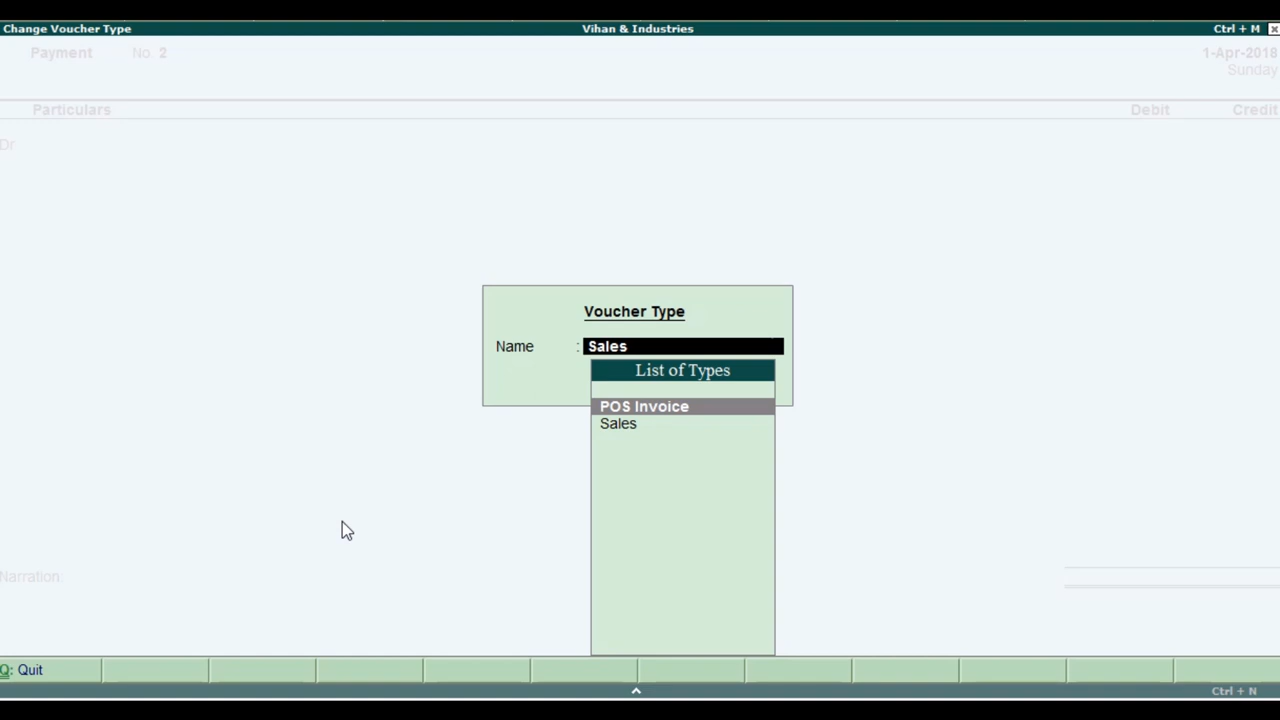 Change Voucher Type Vihan & Industries Ctrl + M
Payment No. 2 1-Apr-2018
Sunday
Particulars Debit Credit
Dr
Voucher Type
Name : Sales
List of Types
POS Invoice
Sales
Narration:
Q: Quit
Ctrl + N